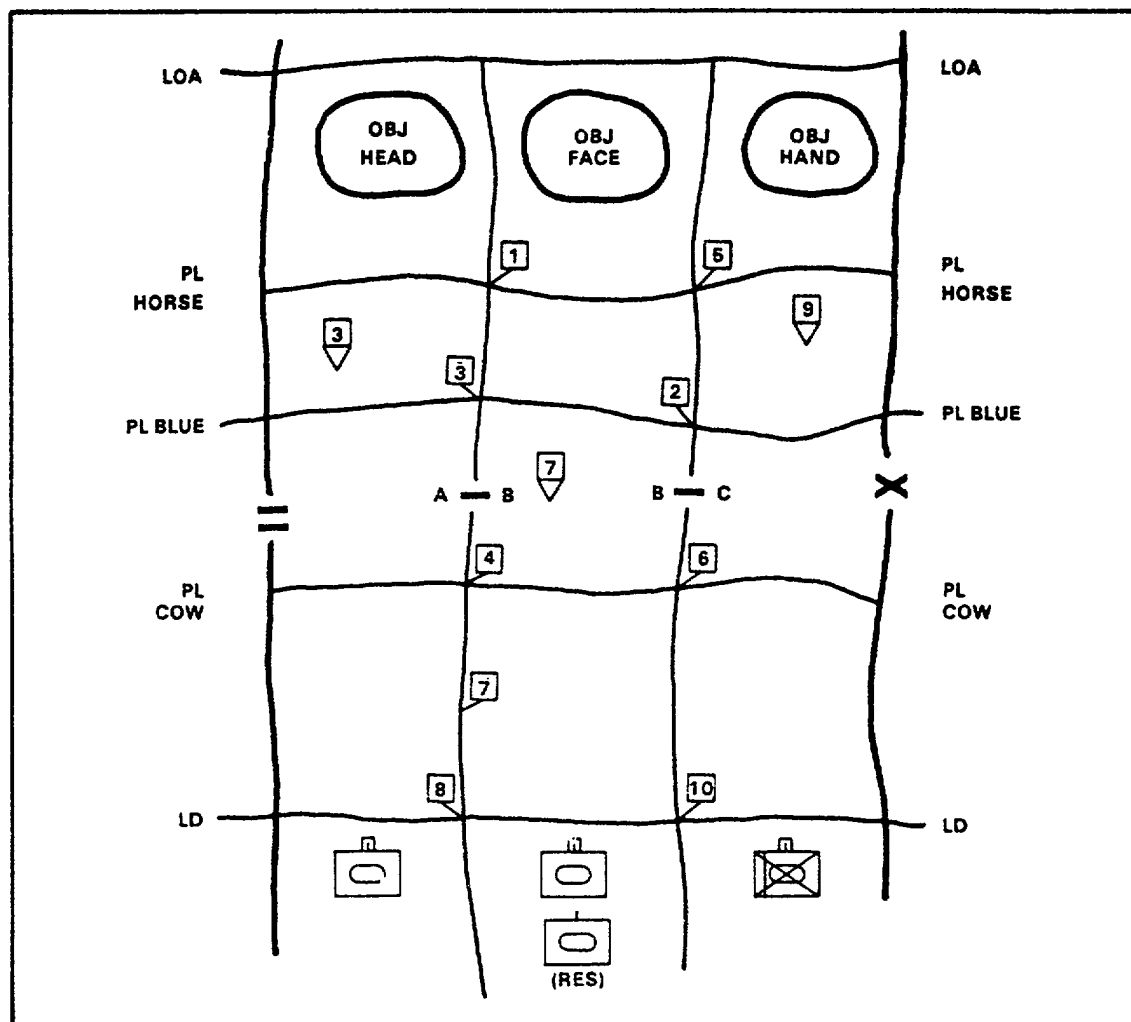 LOA
LOA
OBJ
HEAD
OBJ
FACE
OBJ
HAND
1
5
PL
HORSE
PL
HORSE
3
9
3
2
PL BLUE
PL BLUE
7
A B
B C
4
6
PL
COW
PL
COW
7
8
10
LD
LD
(RES)